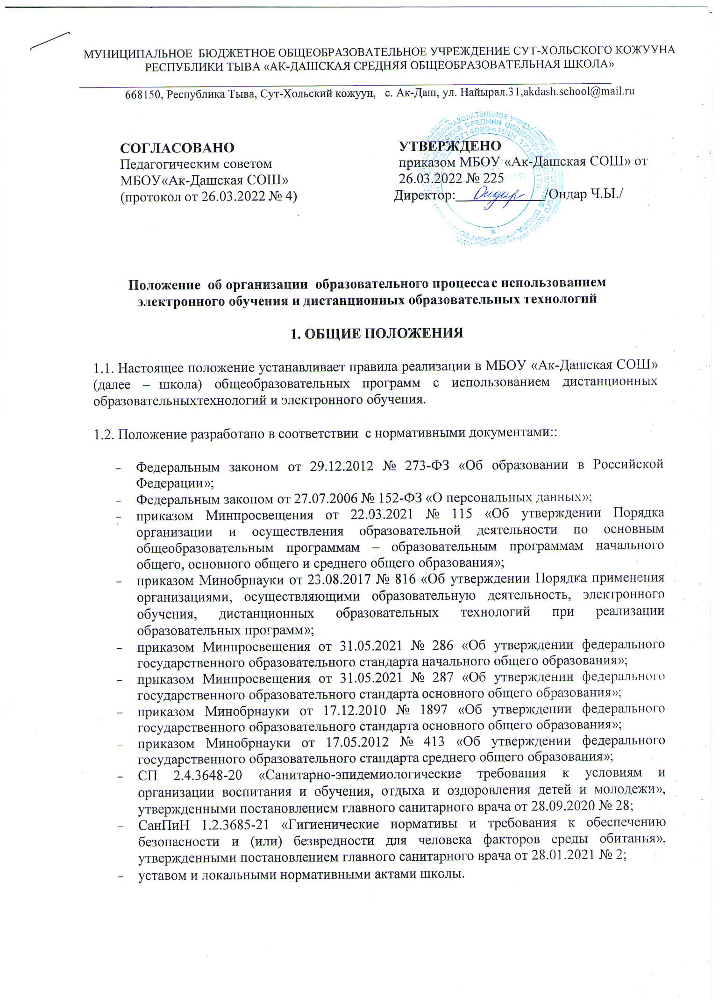 МУНИЦИПАЛЬНОЕ БЮДЖЕТНОЕ ОБЩЕОБРАЗОВАТЕЛЬНОЕ УЧРЕЖДЕНИЕ СУТ-ХОЛЬСКОГО КОЖУУНА
РЕСПУБЛИКИ ТЫВА «АК-ДАШСКАЯ СРЕДНЯЯ ОБЩЕОБРАЗОВАТЕЛЬНАЯ ШКОЛА»
668150, Республика Тыва, Сут-Хольский кожуун, с. Ак-Даш, ул. Найырал.31,akdash.school@mail.ru
СОГЛАСОВАНО
Педагогическим советом
МБОУ«Ак-Дашская СОШ»
(протокол от 26.03.2022 № 4)
УТВЕРЖДЕНО
приказом МБОУ «Ак-Дашская СОШ» от
26.03.2022 № 225
Директор:_____________/Ондар Ч.Ы./
Ондар
Положение об организации образовательного процесса с использованием
электронного обучения и дистанционных образовательных технологий
1. ОБЩИЕ ПОЛОЖЕНИЯ
1.1. Настоящее положение устанавливает правила реализации в МБОУ «Ак-Дашская СОШ»
(далее – школа) общеобразовательных программ с использованием дистанционных
образовательныхтехнологий и электронного обучения.
1.2. Положение разработано в соответствии с нормативными документами::
- Федеральным законом от 29.12.2012 № 273-ФЗ «Об образовании в Российской
Федерации»;
- Федеральным законом от 27.07.2006 № 152-ФЗ «О персональных данных»;
- приказом Минпросвещения от 22.03.2021 № 115 «Об утверждении Порядка
организации и осуществления образовательной деятельности по основным
общеобразовательным программам – образовательным программам начального
общего, основного общего и среднего общего образования»;
- приказом Минобрнауки от 23.08.2017 № 816 «Об утверждении Порядка применения
организациями, осуществляющими образовательную деятельность, электронного
обучения, дистанционных образовательных технологий при реализации
образовательных программ»;
- приказом Минпросвещения от 31.05.2021 № 286 «Об утверждении федерального
государственного образовательного стандарта начального общего образования»;
- приказом Минпросвещения от 31.05.2021 № 287 «Об утверждении федерального
государственного образовательного стандарта основного общего образования»;
- приказом Минобрнауки от 17.12.2010 № 1897 «Об утверждении федерального
государственного образовательного стандарта основного общего образования»;
- приказом Минобрнауки от 17.05.2012 № 413 «Об утверждении федерального
государственного образовательного стандарта среднего общего образования»;
- СП 2.4.3648-20 «Санитарно-эпидемиологические требования к условиям и
организации воспитания и обучения, отдыха и оздоровления детей и молодежи»,
утвержденными постановлением главного санитарного врача от 28.09.2020 № 28;
- СанПиН 1.2.3685-21 «Гигиенические нормативы и требования к обеспечению
безопасности и (или) безвредности для человека факторов среды обитания»,
утвержденными постановлением главного санитарного врача от 28.01.2021 № 2;
- уставом и локальными нормативными актами школы.